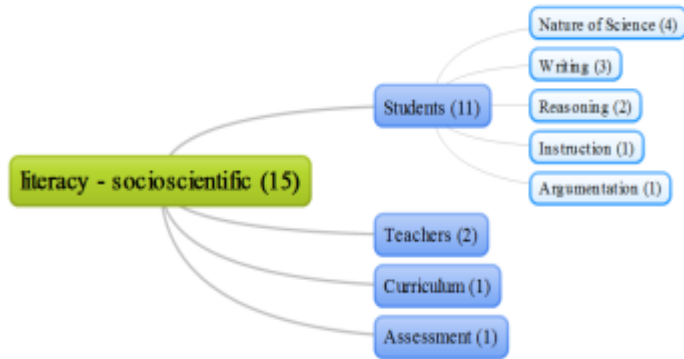 literacy - socioscientific (15)
Students (11)
Nature of Science (4)
Writing (3)
Reasoning (2)
Instruction (1)
Argumentation (1)
Teachers (2)
Curriculum (1)
Assessment (1)